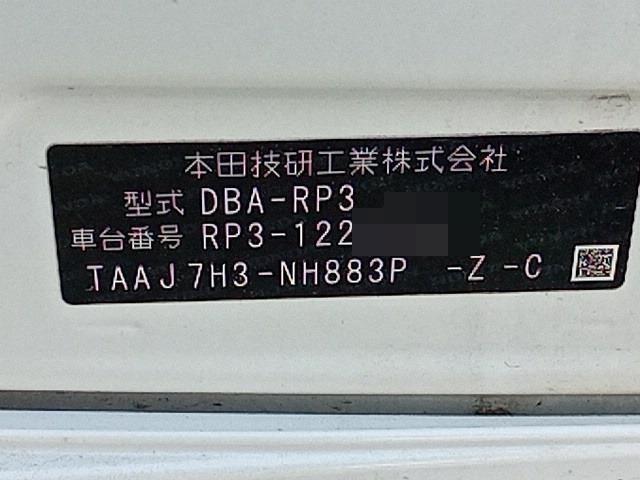 本田技研工業株式会社
型式 DBA-RP3
車台番号 RP3-122
TAAJ7H3-NH883P -Z -C